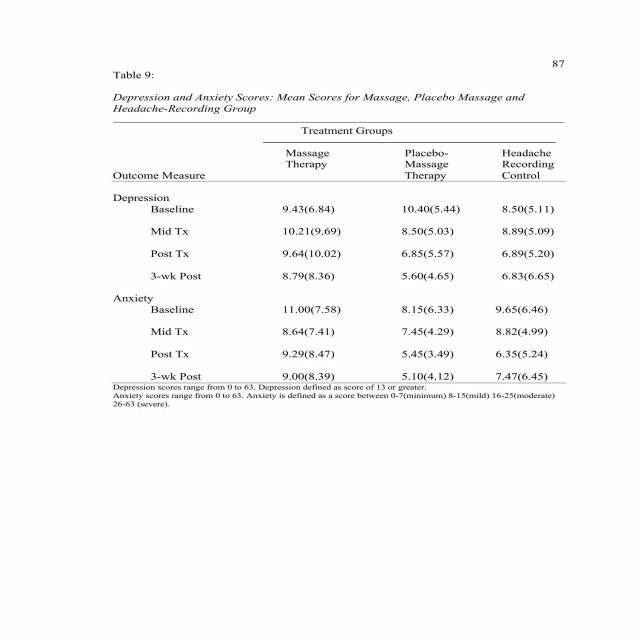 87
Table 9:
Depression and Anxiety Scores: Mean Scores for Massage, Placebo Massage and
Headache-Recording Group
Treatment Groups
Massage Placebo- Headache
Therapy Massage Recording
Outcome Measure Therapy Control
Depression
Baseline 9.43(6.84) 10.40(5.44) 8.50(5.11)
Mid Tx 10.21(9.69) 8.50(5.03) 8.89(5.09)
Post Tx 9.64(10.02) 6.85(5.57) 6.89(5.20)
3-wk Post 8.79(8.36) 5.60(4.65) 6.83(6.65)
Anxiety
Baseline 11.00(7.58) 8.15(6.33) 9.65(6.46)
Mid Tx 8.64(7.41) 7.45(4.29) 8.82(4.99)
Post Tx 9.29(8.47) 5.45(3.49) 6.35(5.24)
3-wk Post 9.00(8.39) 5.10(4.12) 7.47(6.45)
Depression scores range from 0 to 63. Depression defined as score of 13 or greater.
Anxiety scores range from 0 to 63. Anxiety is defined as a score between 0-7(minimum) 8-15(mild) 16-25(moderate)
26-63 (severe).